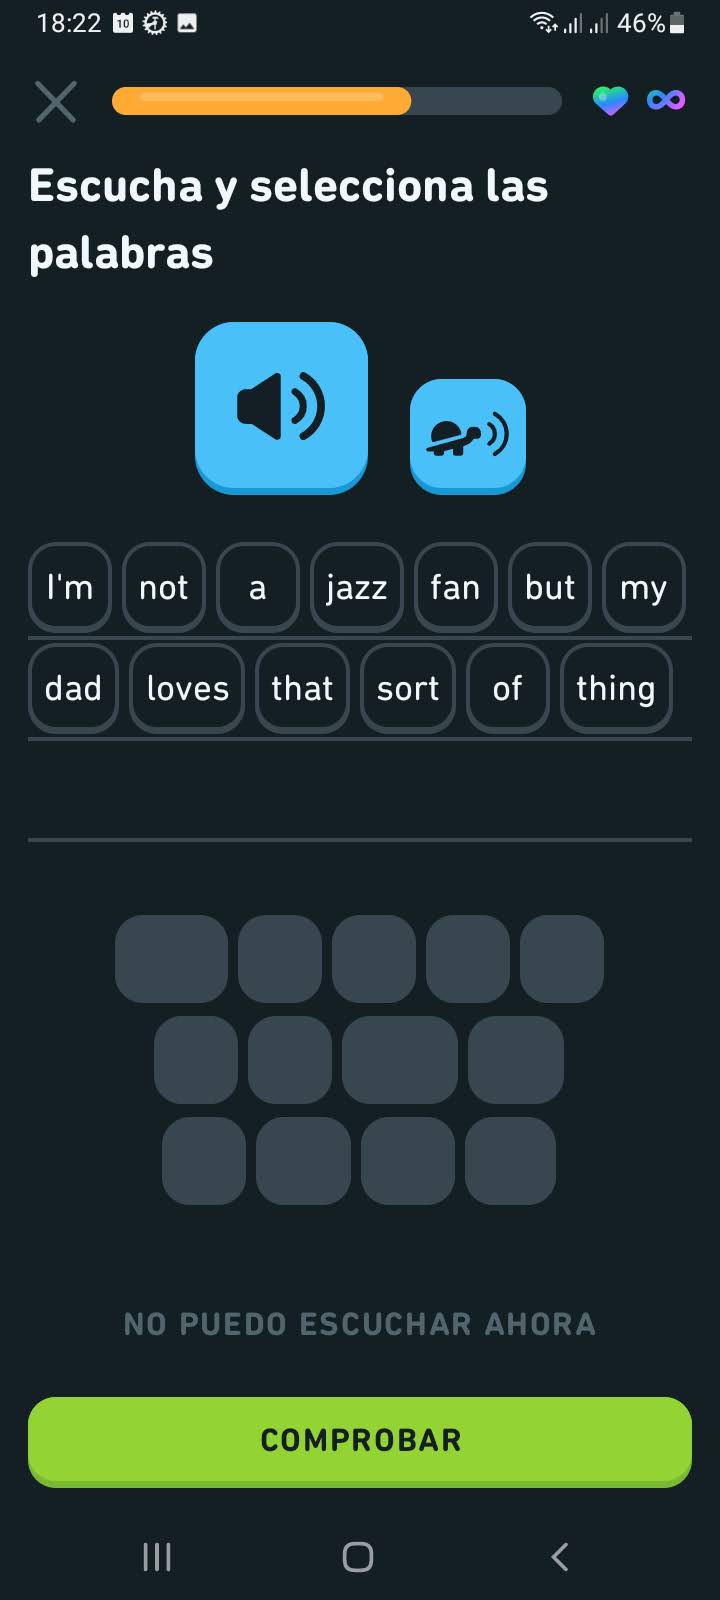 18:22 10 46%
Escucha y selecciona las
palabras
I'm not a jazz fan but my
dad loves that sort of thing
NO PUEDO ESCUCHAR AHORA
COMPROBAR